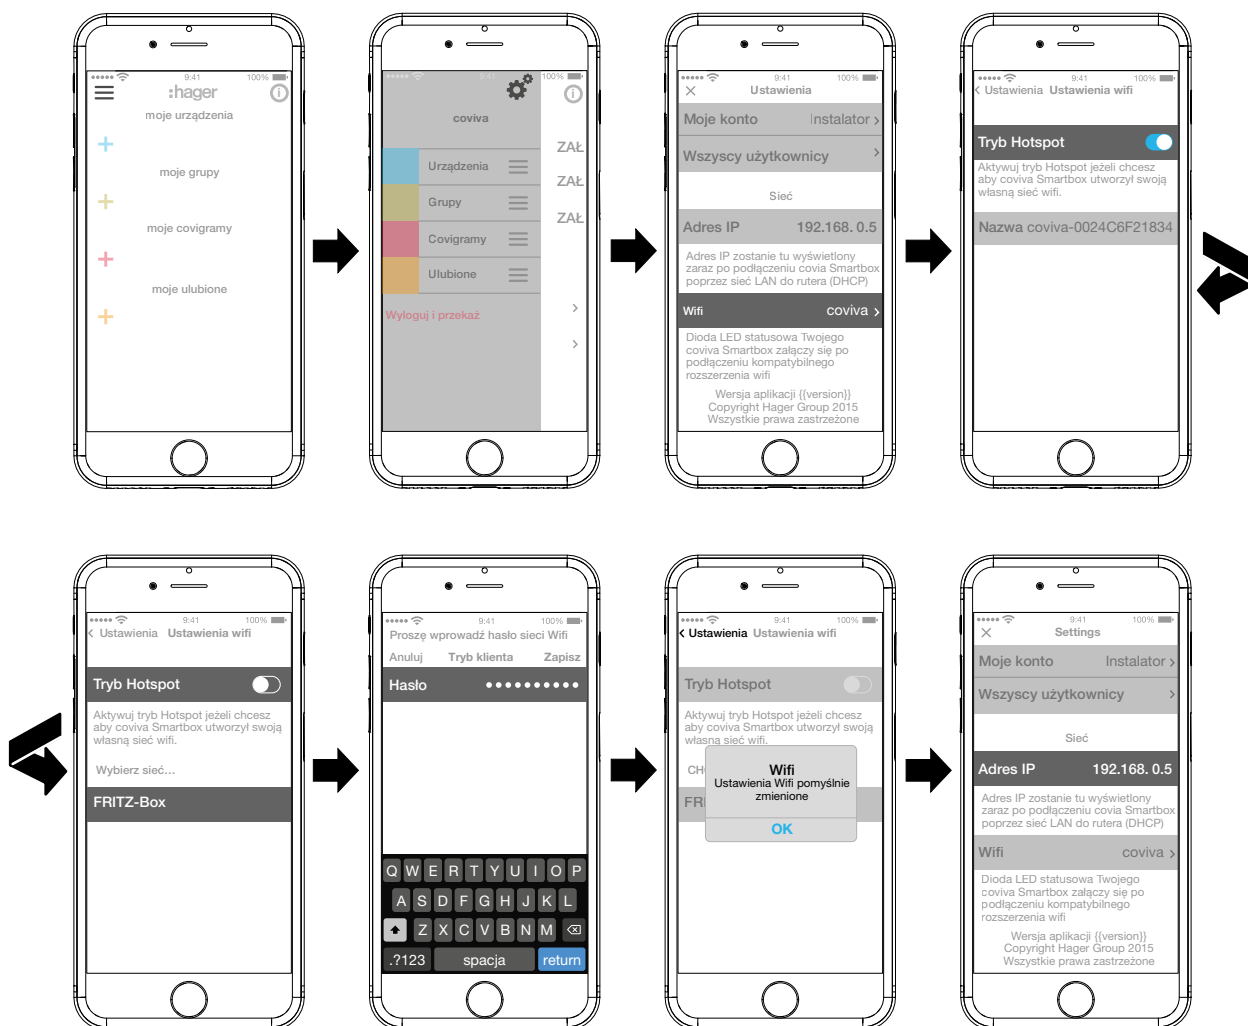 9:41 100%
:hager
moje urządzenia
moje grupy
moje covigramy
moje ulubione
9:41 100%
coviva
ZAŁ
Urządzenia
ZAŁ
Grupy
ZAŁ
Covigramy
Ulubione
Wyloguj i przekaż
9:41 100%
Ustawienia
Moje konto Instalator >
Wszyscy użytkownicy >
Sieć
Adres IP 192.168. 0.5
Adres IP zostanie tu wyświetlony
zaraz po podłączeniu covia Smartbox
poprzez sieć LAN do rutera (DHCP)
Wifi coviva >
Dioda LED statusowa Twojego
coviva Smartbox załączy się po
podłączeniu kompatybilnego
rozszerzenia wifi
Wersja aplikacji {{version}}
Copyright Hager Group 2015
Wszystkie prawa zastrzeżone
9:41 100%
< Ustawienia Ustawienia wifi
Tryb Hotspot
Aktywuj tryb Hotspot jeżeli chcesz
aby coviva Smartbox utworzył swoją
własną sieć wifi.
Nazwa coviva-0024C6F21834
9:41 100%
< Ustawienia Ustawienia wifi
Tryb Hotspot
Aktywuj tryb Hotspot jeżeli chcesz
aby coviva Smartbox utworzył swoją
własną sieć wifi.
Wybierz sieć...
FRITZ-Box
9:41 100%
Proszę wprowadź hasło sieci Wifi
Anuluj Tryb klienta Zapisz
Hasło ••••••••••
Q W E R T Y U I O P
A S D F G H J K L
Z X C V B N M
.?123 spacja return
9:41 100%
< Ustawienia Ustawienia wifi
Tryb Hotspot
Aktywuj tryb Hotspot jeżeli chcesz
aby coviva Smartbox utworzył swoją
własną sieć wifi.
CH
FR
Wifi
Ustawienia Wifi pomyślnie
zmienione
OK
9:41 100%
Settings
Moje konto Instalator >
Wszyscy użytkownicy >
Sieć
Adres IP 192.168. 0.5
Adres IP zostanie tu wyświetlony
zaraz po podłączeniu covia Smartbox
poprzez sieć LAN do rutera (DHCP)
Wifi coviva >
Dioda LED statusowa Twojego
coviva Smartbox załączy się po
podłączeniu kompatybilnego
rozszerzenia wifi
Wersja aplikacji {{version}}
Copyright Hager Group 2015
Wszystkie prawa zastrzeżone